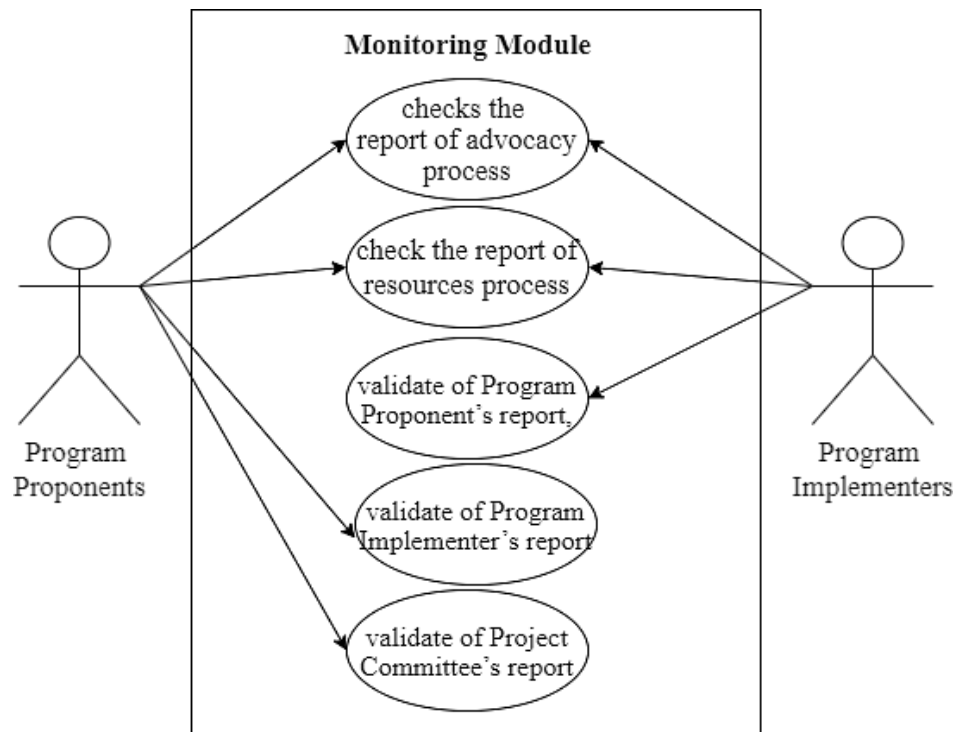 Monitoring Module
checks the
report of advocacy
process
check the report of
resources process
validate of Program
Proponent’s report,
validate of Program
Implementer’s report
validate of Project
Committee’s report
Program
Proponents
Program
Implementers